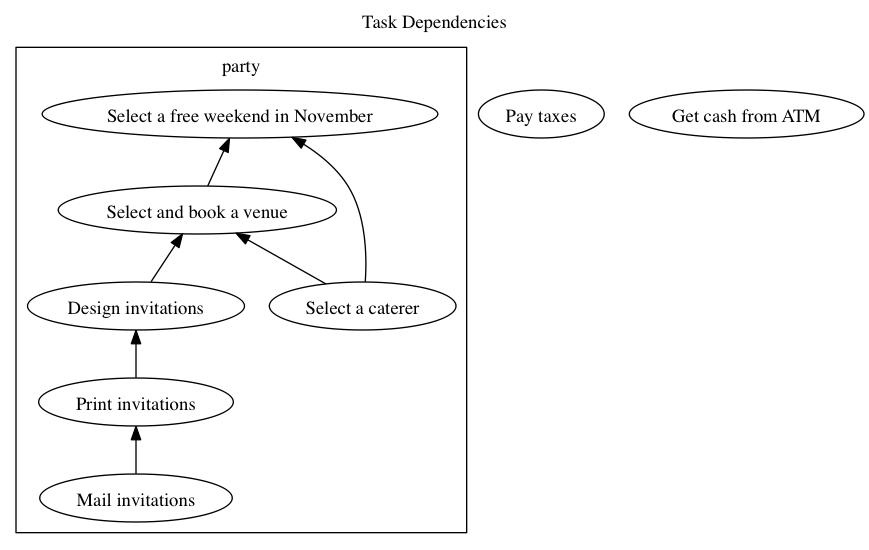 Task Dependencies
party
Select a free weekend in November
Pay taxes
Get cash from ATM
Select and book a venue
Design invitations
Select a caterer
Print invitations
Mail invitations